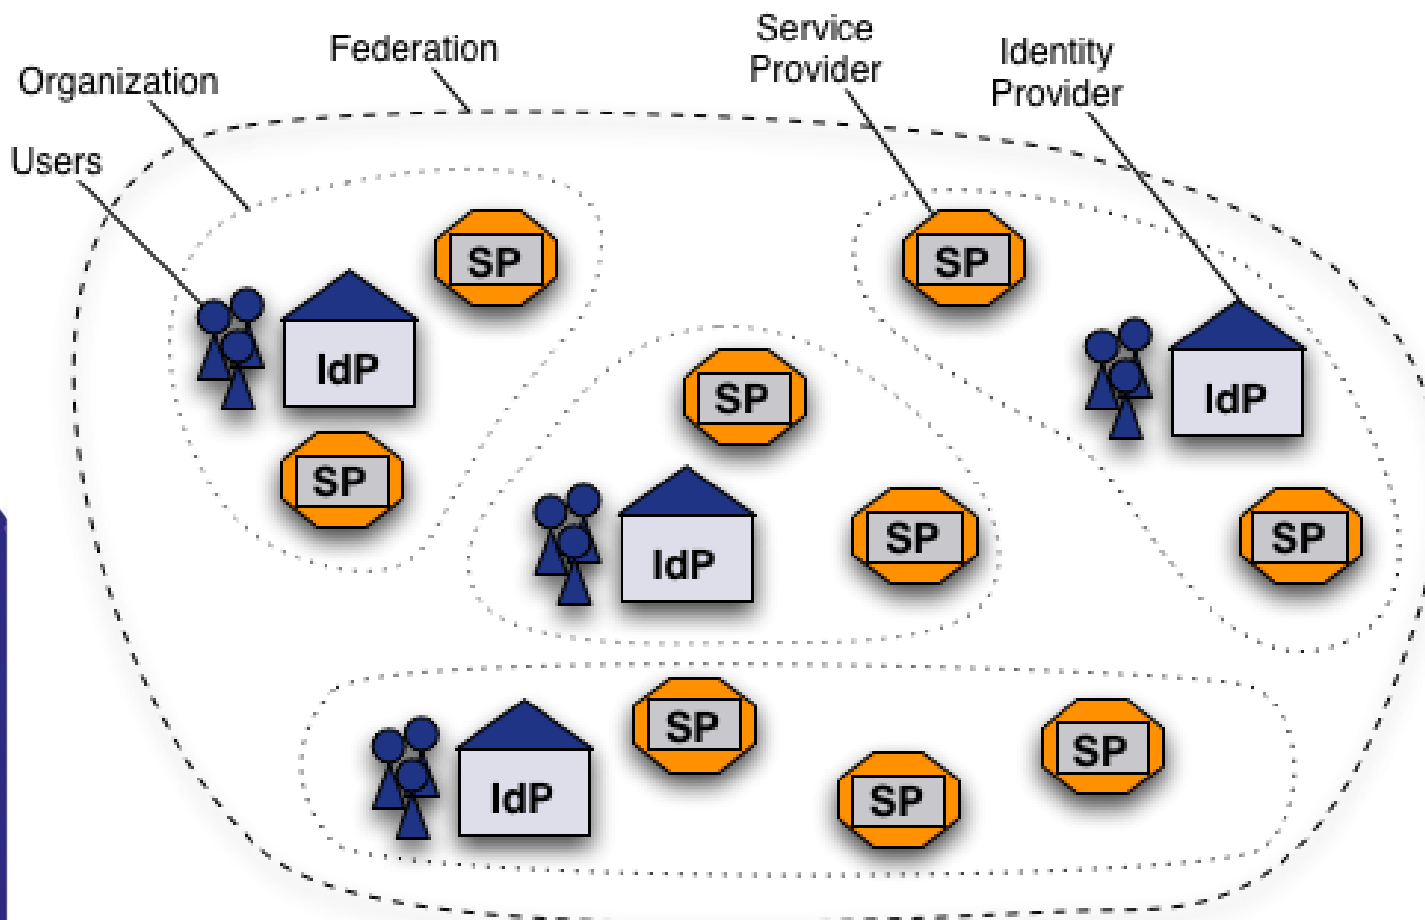 Service
Provider
Federation
Identity
Provider
Organization
Users
SP
SP
IdP
IdP
SP
SP
SP
SP
IdP
SP
SP
SP
IdP
SP